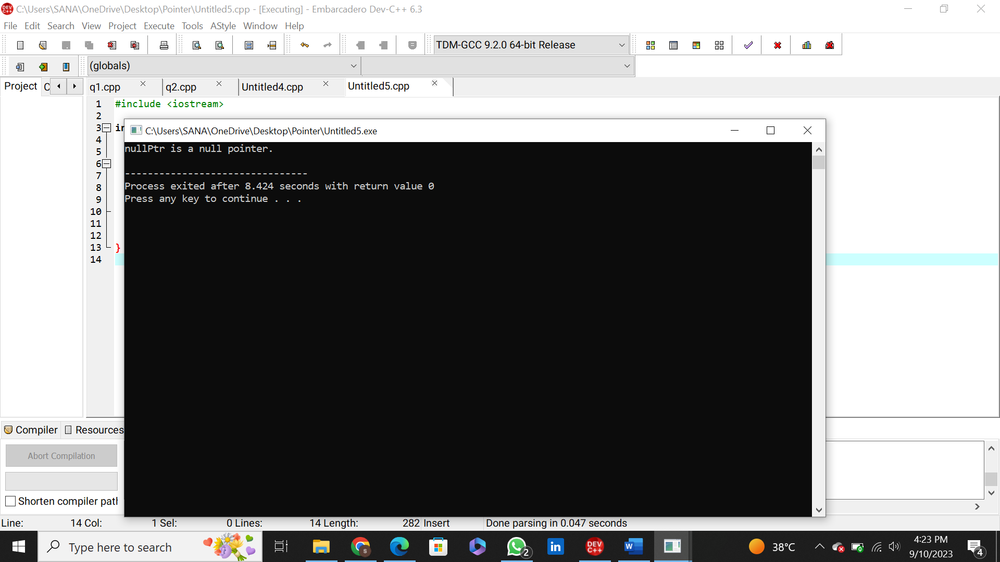 C:\Users\SANA\OneDrive\Desktop\Pointer\Untitled5.cpp - [Executing] - Embarcadero Dev-C++ 6.3
File Edit Search View Project Execute Tools AStyle Window Help
TDM-GCC 9.2.0 64-bit Release
(globals)
Project C q1.cpp q2.cpp Untitled4.cpp Untitled5.cpp
1 #include <iostream>
2
3 in
4
5
6
7
8
9
10
11
12
13 }
14
C:\Users\SANA\OneDrive\Desktop\Pointer\Untitled5.exe
nullPtr is a null pointer.
--------------------------------
Process exited after 8.424 seconds with return value 0
Press any key to continue . . .
Compiler Resources
Abort Compilation
Shorten compiler path
Line: 14 Col: 1 Sel: 0 Lines: 14 Length: 282 Insert Done parsing in 0.047 seconds
Type here to search
38°C
4:23 PM
9/10/2023
DEV C++
2
4